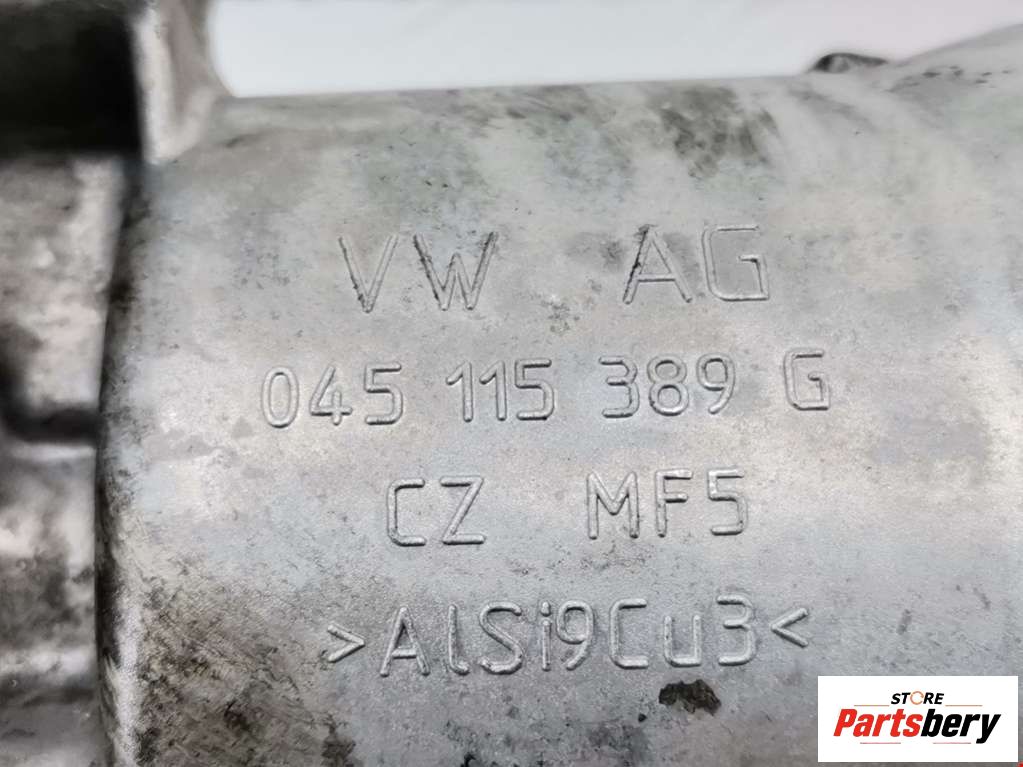 VW AG
045 115 389 G
CZ MF5
>AlSi9Cu3<
STORE
Partsbery